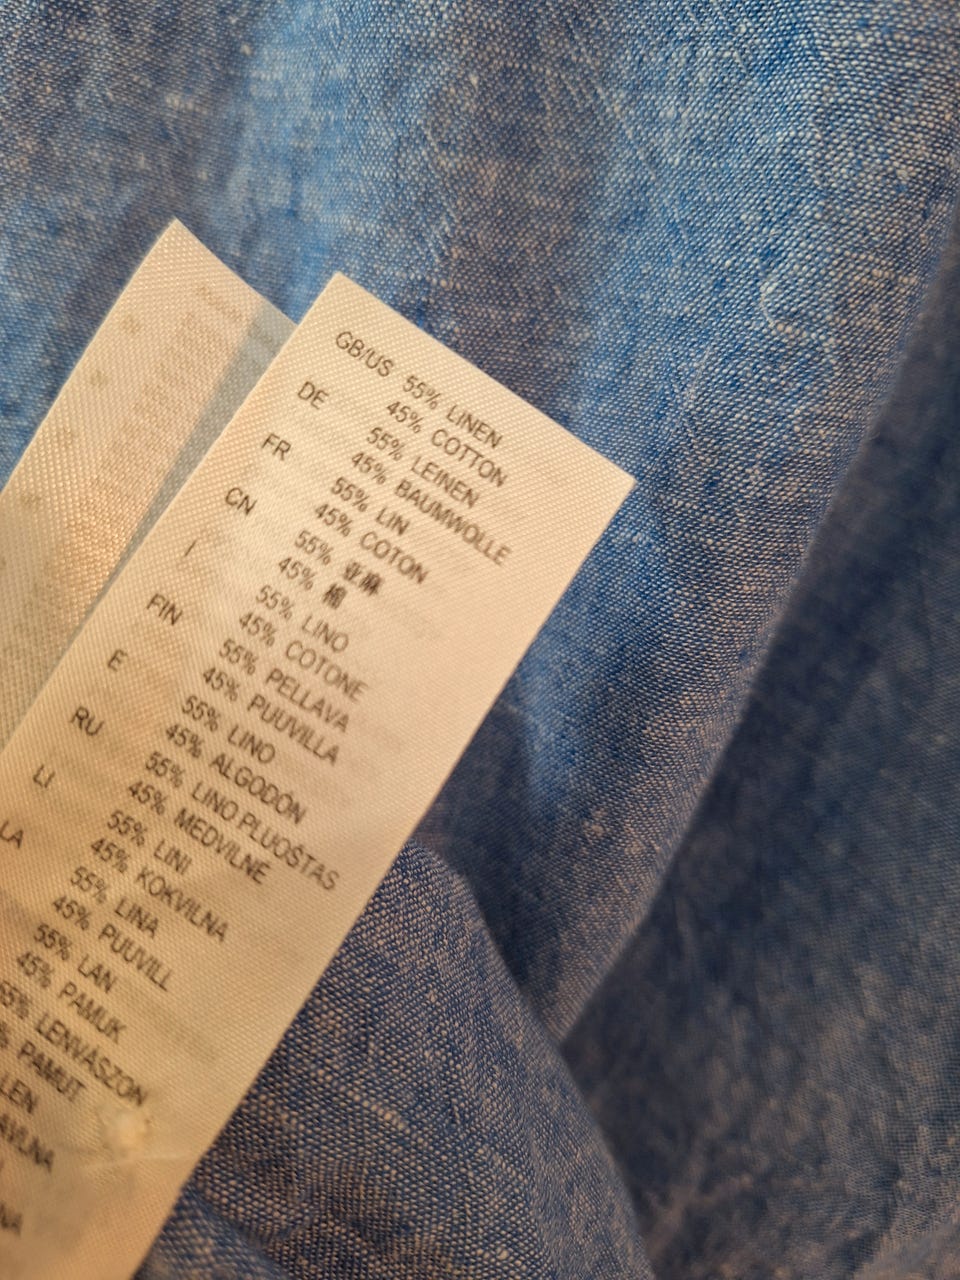 GB/US 55% LINEN
45% COTTON
DE 55% LEINEN
45% BAUMWOLLE
FR 55% LIN
45% COTON
CN 55% 亚麻
45% 棉
I 55% LINO
45% COTONE
FIN 55% PELLAVA
45% PUUVILLA
E 55% LINO
45% ALGODÓN
RU 55% LINO PLUOŠTAS
45% MEDVILNE
LI 55% LINI
45% KOKVILNA
LA 55% LINA
45% PUUVILL
55% LAN
45% PAMUK
55% LENVÁSZON
% PAMUT
LEN